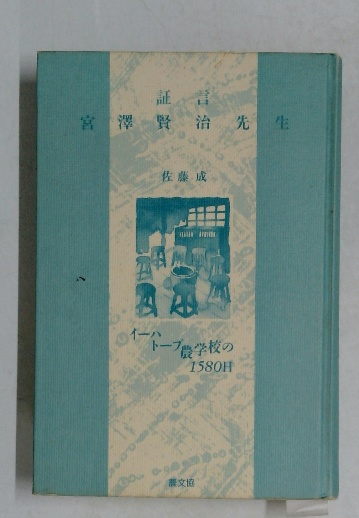 証言
宮澤賢治先生
佐藤成
イーハ
トーブ農学校の
1580日
農文協